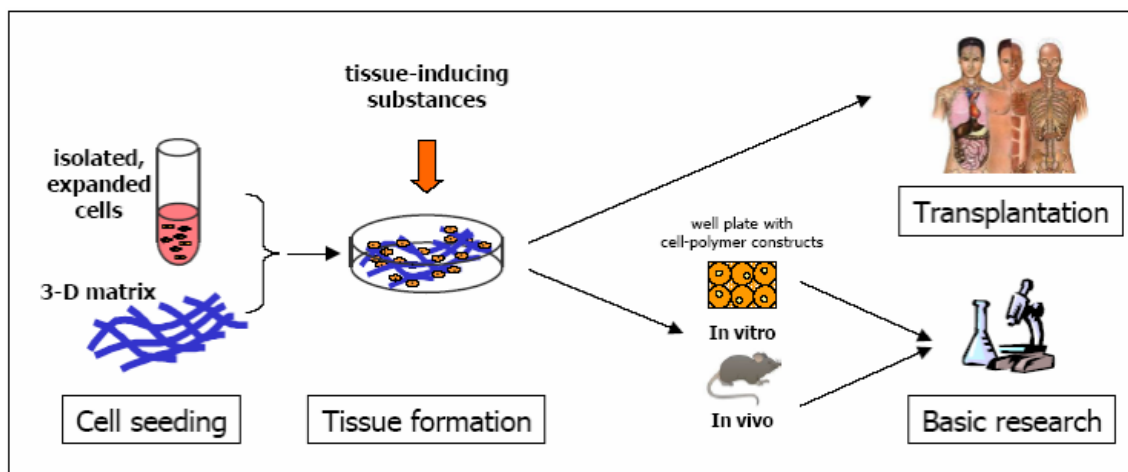 tissue-inducing
substances
isolated,
expanded
cells
3-D matrix
Cell seeding
Tissue formation
well plate with
cell-polymer constructs
In vitro
In vivo
Transplantation
Basic research